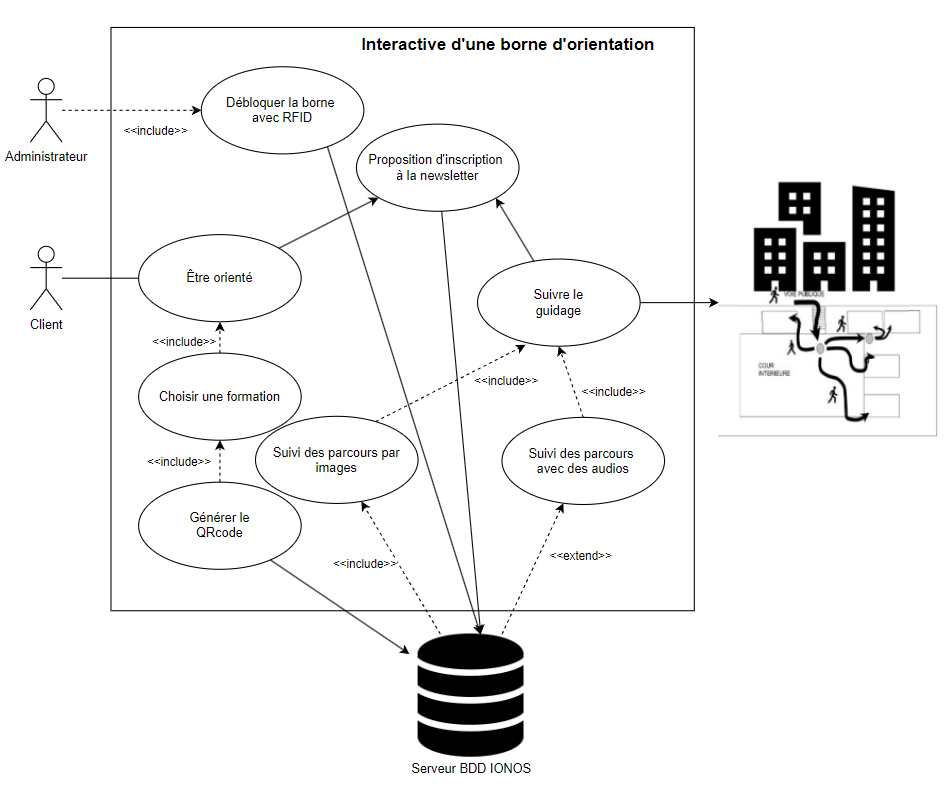 Interactive d'une borne d'orientation
Débloquer la borne
avec RFID
<<include>>
Administrateur
Proposition d'inscription
à la newsletter
Être orienté
Client
Suivre le
guidage
VOIE PUBLIQUE
<<include>>
COUR
INTERIEURE
<<include>>
<<include>>
Choisir une formation
Suivi des parcours par
images
Suivi des parcours
avec des audios
<<include>>
Générer le
QRcode
<<include>>
<<extend>>
Serveur BDD IONOS